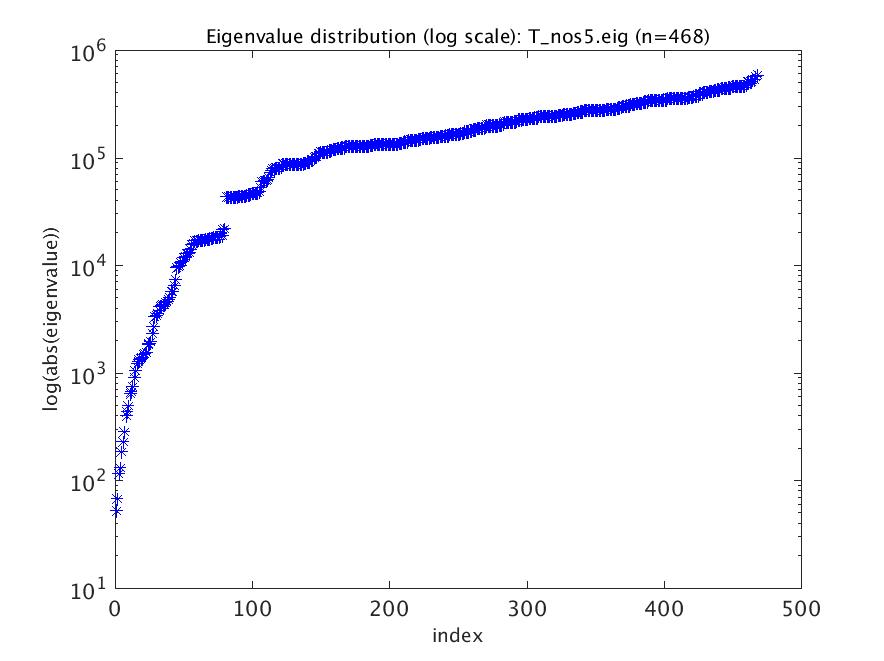 Eigenvalue distribution (log scale): T_nos5.eig (n=468)
10^6
10^5
10^4
10^3
10^2
10^1
log(abs(eigenvalue))
0 100 200 300 400 500
index